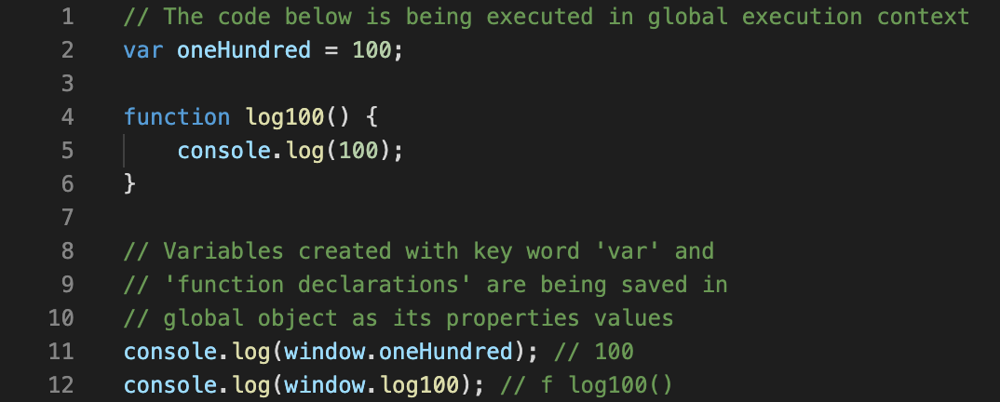 1 // The code below is being executed in global execution context
2 var oneHundred = 100;
3
4 function log100() {
5     console.log(100);
6 }
7
8 // Variables created with key word 'var' and
9 // 'function declarations' are being saved in
10 // global object as its properties values
11 console.log(window.oneHundred); // 100
12 console.log(window.log100); // f log100()